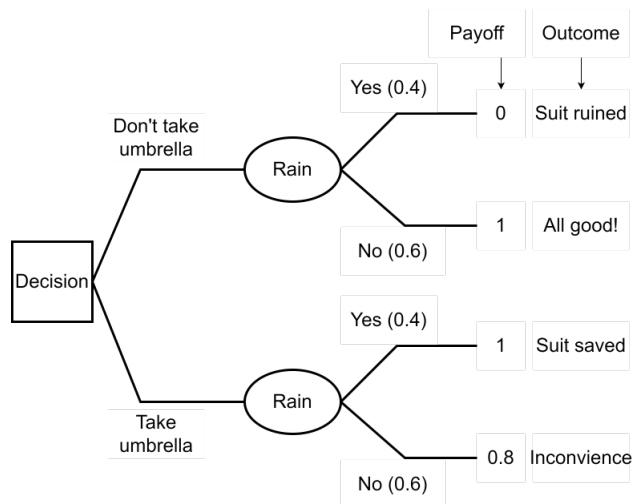 Payoff
Outcome
Yes (0.4)
0
Suit ruined
Don't take
umbrella
Rain
1
All good!
No (0.6)
Decision
Yes (0.4)
1
Suit saved
Rain
Take
umbrella
0.8
Inconvience
No (0.6)